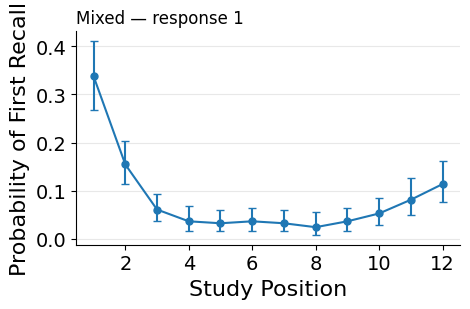 Mixed — response 1
Probability of First Recall
0.4
0.3
0.2
0.1
0.0
2 4 6 8 10 12
Study Position